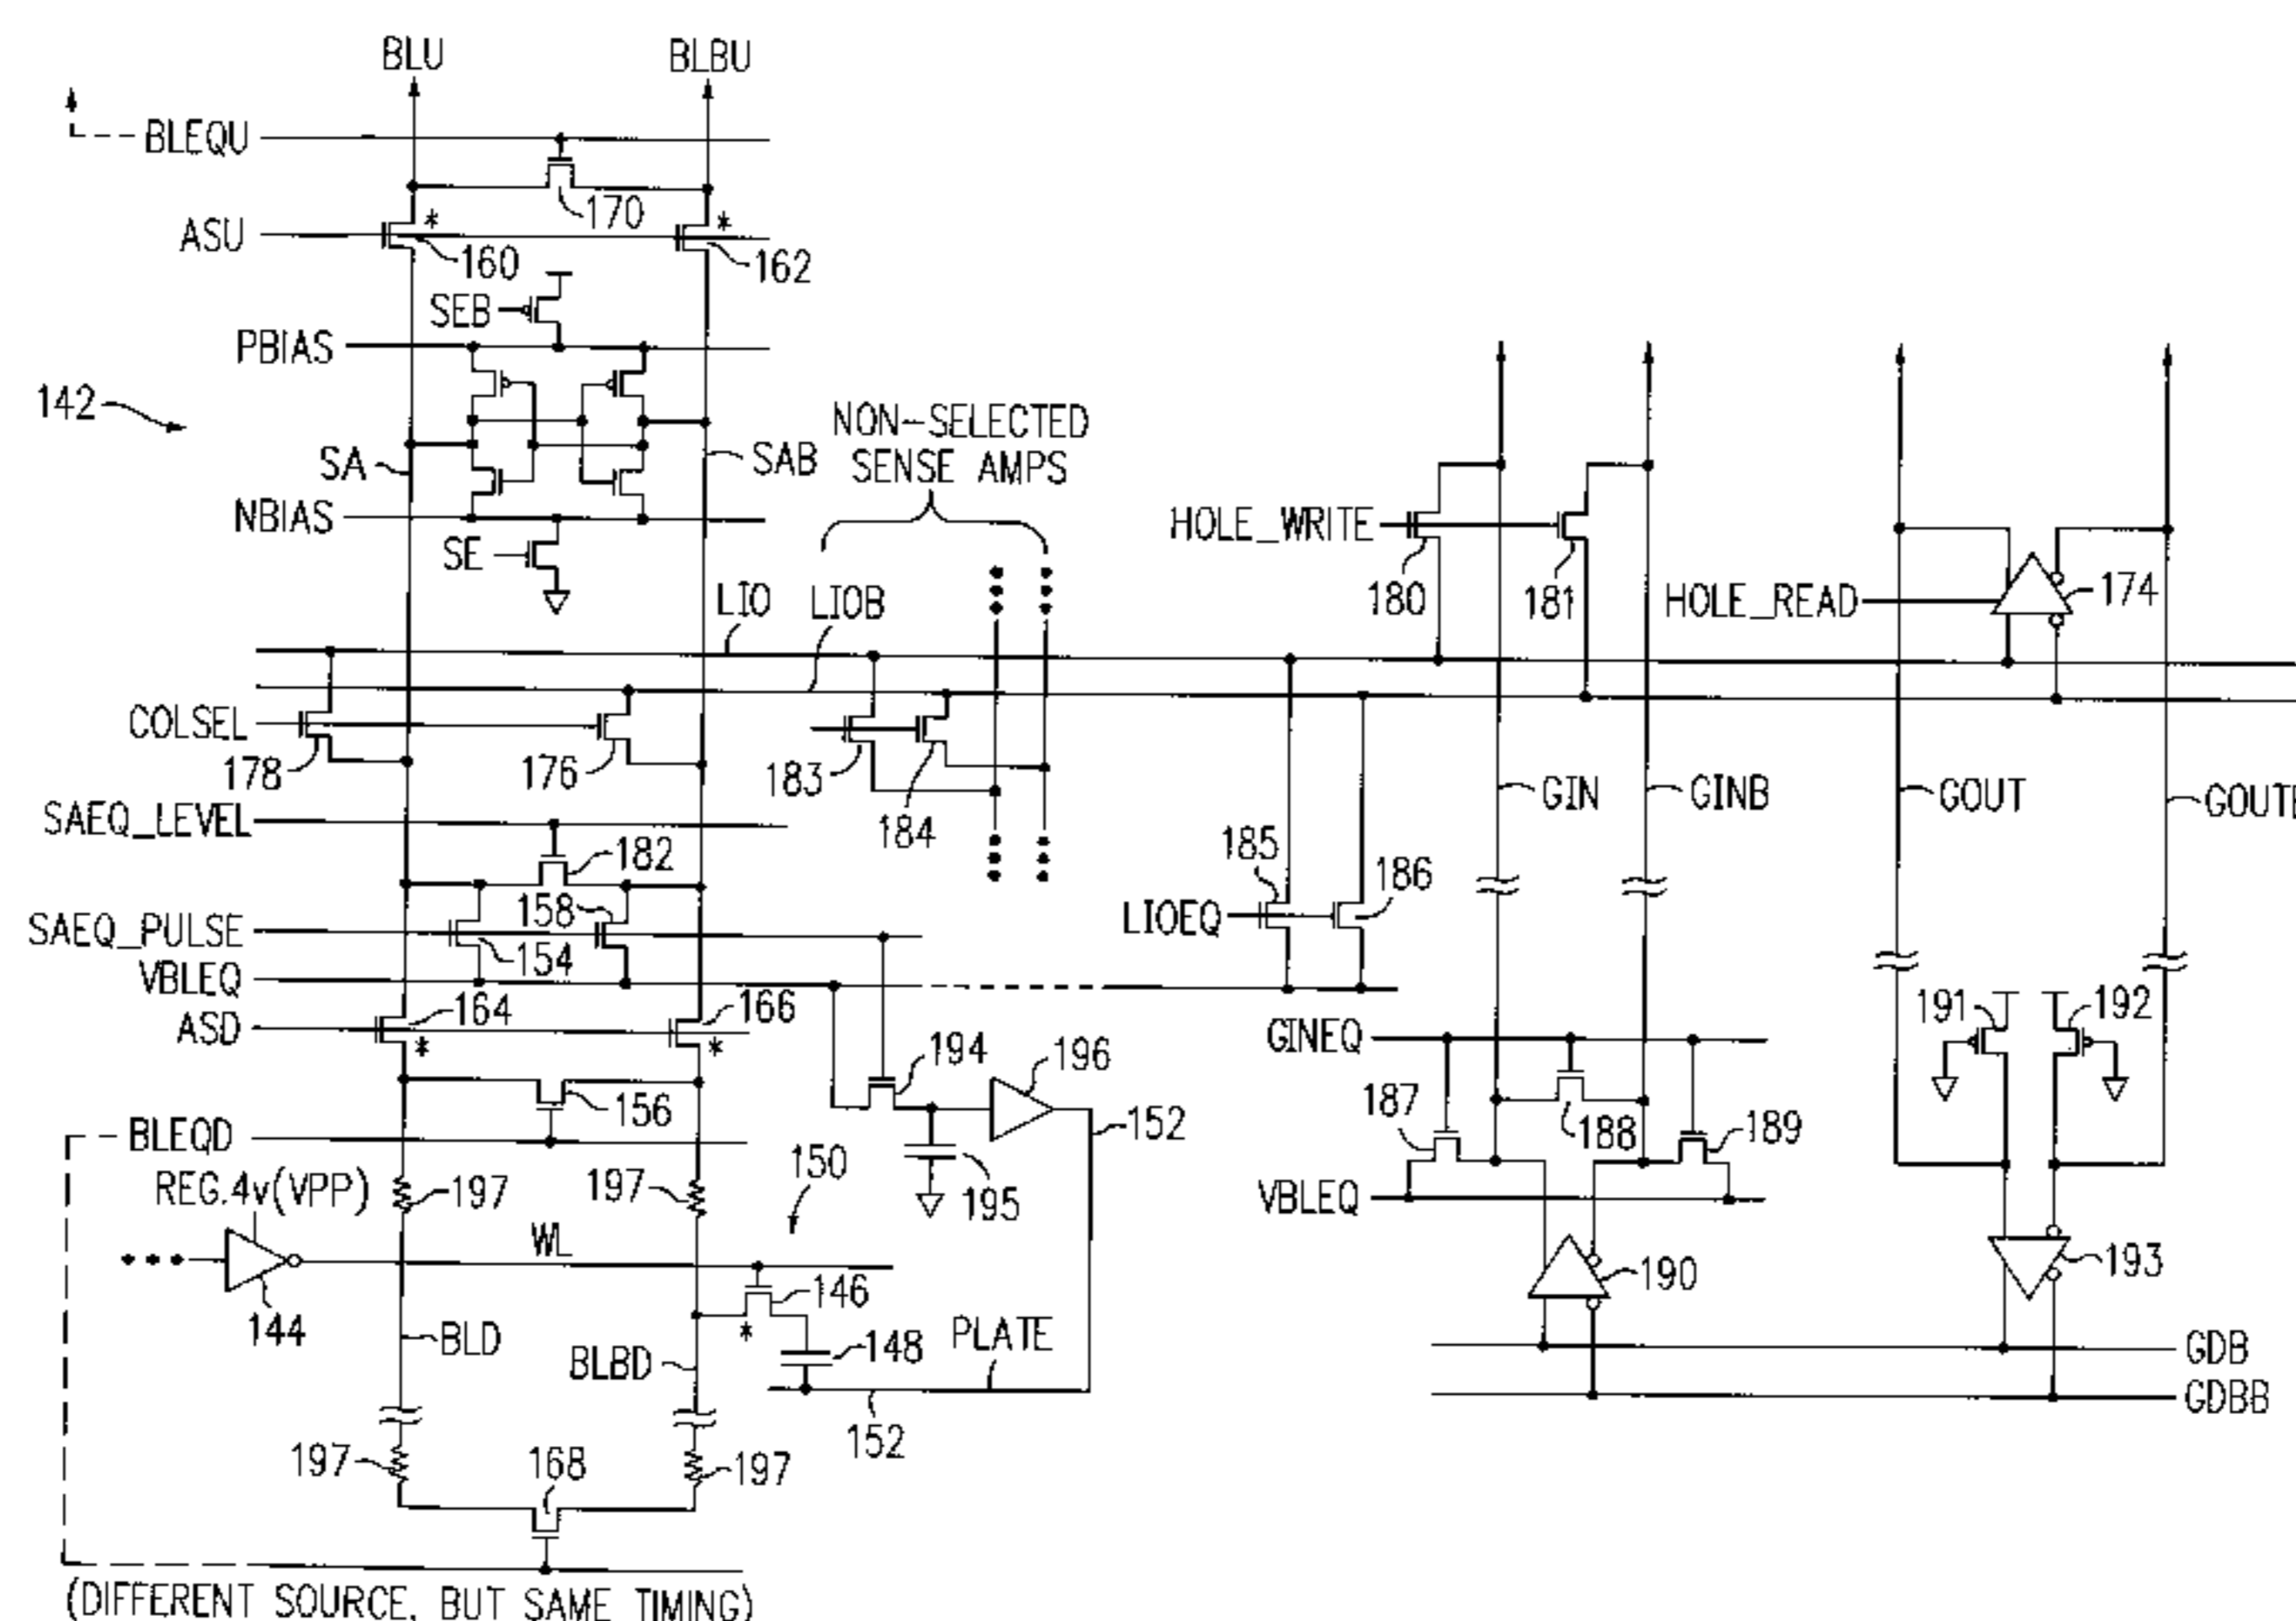 BLU
BLBU
BLEQU
170
ASU
*
*
160
162
SEB
PBIAS
142
NON-SELECTED
SENSE AMPS
SA
SAB
NBIAS
SE
HOLE_WRITE
180
181
HOLE_READ
174
LIO
LIOB
COLSEL
178
176
183
184
GIN
GINB
GOUT
SAEQ_LEVEL
182
185
186
158
SAEQ_PULSE
154
LIOEQ
VBLEQ
164
166
191
192
ASD
*
*
194
196
GINEQ
156
152
187
188
189
BLEQD
150
195
REG.4v(VPP)
197
197
VBLEQ
WL
144
146
*
190
193
BLD
BLBD
148
PLATE
GDB
152
GDBB
197
168
197
(DIFFERENT SOURCE, BUT SAME TIMING)